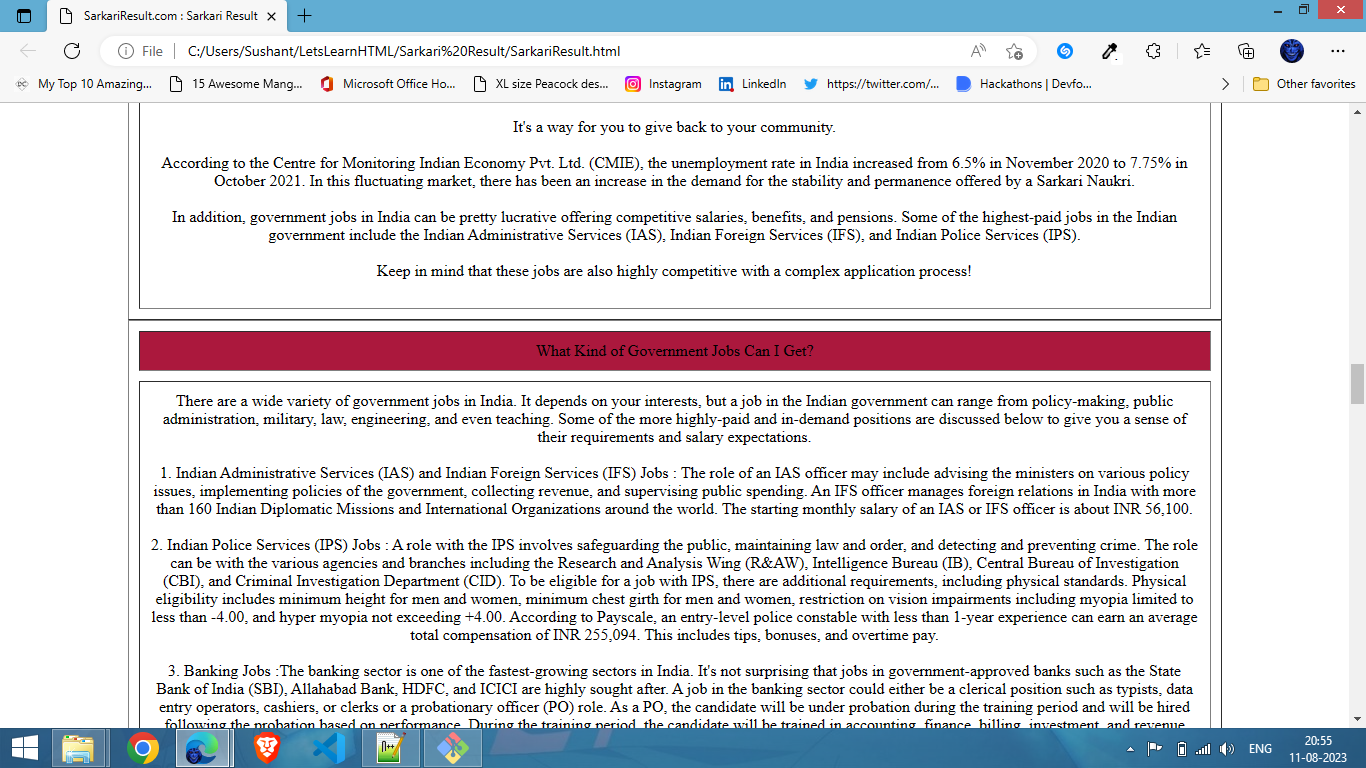 SarkariResult.com : Sarkari Result
File
C:/Users/Sushant/LetsLearnHTML/Sarkari%20Result/SarkariResult.html
My Top 10 Amazing... 15 Awesome Mang... Microsoft Office Ho... XL size Peacock des... Instagram LinkedIn https://twitter.com/... Hackathons | Devfo... Other favorites
It's a way for you to give back to your community.
According to the Centre for Monitoring Indian Economy Pvt. Ltd. (CMIE), the unemployment rate in India increased from 6.5% in November 2020 to 7.75% in
October 2021. In this fluctuating market, there has been an increase in the demand for the stability and permanence offered by a Sarkari Naukri.
In addition, government jobs in India can be pretty lucrative offering competitive salaries, benefits, and pensions. Some of the highest-paid jobs in the Indian
government include the Indian Administrative Services (IAS), Indian Foreign Services (IFS), and Indian Police Services (IPS).
Keep in mind that these jobs are also highly competitive with a complex application process!
What Kind of Government Jobs Can I Get?
There are a wide variety of government jobs in India. It depends on your interests, but a job in the Indian government can range from policy-making, public
administration, military, law, engineering, and even teaching. Some of the more highly-paid and in-demand positions are discussed below to give you a sense of
their requirements and salary expectations.
1. Indian Administrative Services (IAS) and Indian Foreign Services (IFS) Jobs : The role of an IAS officer may include advising the ministers on various policy
issues, implementing policies of the government, collecting revenue, and supervising public spending. An IFS officer manages foreign relations in India with more
than 160 Indian Diplomatic Missions and International Organizations around the world. The starting monthly salary of an IAS or IFS officer is about INR 56,100.
2. Indian Police Services (IPS) Jobs : A role with the IPS involves safeguarding the public, maintaining law and order, and detecting and preventing crime. The role
can be with the various agencies and branches including the Research and Analysis Wing (R&AW), Intelligence Bureau (IB), Central Bureau of Investigation
(CBI), and Criminal Investigation Department (CID). To be eligible for a job with IPS, there are additional requirements, including physical standards. Physical
eligibility includes minimum height for men and women, minimum chest girth for men and women, restriction on vision impairments including myopia limited to
less than -4.00, and hyper myopia not exceeding +4.00. According to Payscale, an entry-level police constable with less than 1-year experience can earn an average
total compensation of INR 255,094. This includes tips, bonuses, and overtime pay.
3. Banking Jobs :The banking sector is one of the fastest-growing sectors in India. It's not surprising that jobs in government-approved banks such as the State
Bank of India (SBI), Allahabad Bank, HDFC, and ICICI are highly sought after. A job in the banking sector could either be a clerical position such as typists, data
entry operators, cashiers, or clerks or a probationary officer (PO) role. As a PO, the candidate will be under probation during the training period and will be hired
following the probation based on performance. During the training period, the candidate will be trained in accounting, finance, billing, investment, and revenue
ENG
20:55
11-08-2023